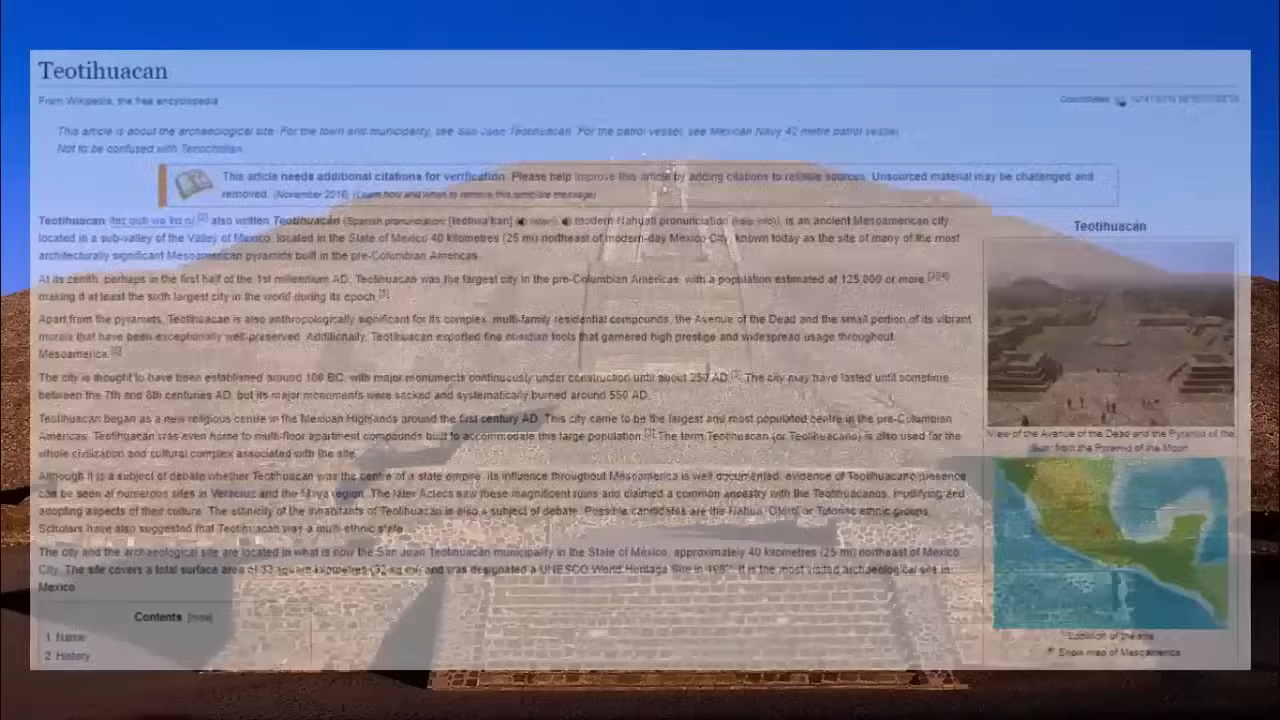 Teotihuacan
From Wikipedia, the free encyclopedia
Coordinates
This article is about the archaeological site. For the town and municipality, see San Juan Teotihuacan. For the patrol vessel, see Mexican Navy 42 metre patrol vessel.
Not to be confused with Tenochtitlan.
This article needs additional citations for verification. Please help improve this article by adding citations to reliable sources. Unsourced material may be challenged and
removed. (November 2016) (Learn how and when to remove this template message)
Teotihuacan [2] also written Teotihuacán (Spanish pronunciation: [teotiwaˈkan] (listen), modern Nahuatl pronunciation (help·info)), is an ancient Mesoamerican city
located in a sub-valley of the Valley of Mexico, located in the State of Mexico 40 kilometres (25 mi) northeast of modern-day Mexico City, known today as the site of many of the most
architecturally significant Mesoamerican pyramids built in the pre-Columbian Americas.
At its zenith, perhaps in the first half of the 1st millennium AD, Teotihuacan was the largest city in the pre-Columbian Americas, with a population estimated at 125,000 or more,
making it at least the sixth largest city in the world during its epoch.
Apart from the pyramids, Teotihuacan is also anthropologically significant for its complex, multi-family residential compounds, the Avenue of the Dead and the small portion of its vibrant
murals that have been exceptionally well-preserved. Additionally, Teotihuacan exported fine obsidian tools that garnered high prestige and widespread usage throughout
Mesoamerica.
The city is thought to have been established around 100 BC, with major monuments continuously under construction until about 250 AD. The city may have lasted until sometime
between the 7th and 8th centuries AD, but its major monuments were sacked and systematically burned around 550 AD.
Teotihuacan began as a new religious centre in the Mexican Highlands around the first century AD. This city came to be the largest and most populated centre in the pre-Columbian
Americas. Teotihuacan was even home to multi-floor apartment compounds built to accommodate this large population. The term Teotihuacan (or Teotihuacano) is also used for the
whole civilization and cultural complex associated with the site.
Although it is a subject of debate whether Teotihuacan was the centre of a state empire, its influence throughout Mesoamerica is well documented; evidence of Teotihuacano presence
can be seen at numerous sites in Veracruz and the Maya region. The later Aztecs saw these magnificent ruins and claimed a common ancestry with the Teotihuacanos, modifying and
adopting aspects of their culture. The ethnicity of the inhabitants of Teotihuacan is also a subject of debate. Possible candidates are the Nahua, Otomi or Totonac ethnic groups.
Scholars have also suggested that Teotihuacan was a multi-ethnic state.
The city and the archaeological site are located in what is now the San Juan Teotihuacán municipality in the State of México, approximately 40 kilometres (25 mi) northeast of Mexico
City. The site covers a total surface area of 83 square kilometres (32 sq mi) and was designated a UNESCO World Heritage Site in 1987. It is the most visited archaeological site in
Mexico.
Contents [hide]
1 Name
2 History
Teotihuacán
View of the Avenue of the Dead and the Pyramid of the
Sun, from the Pyramid of the Moon
Location of the site
Show map of Mesoamerica